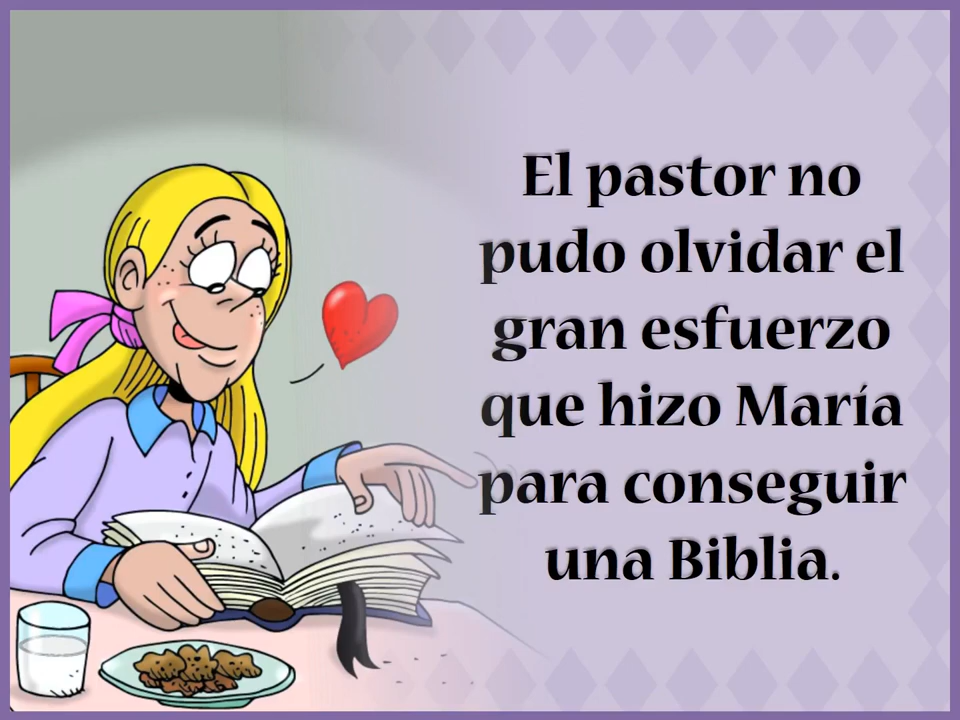 El pastor no
pudo olvidar el
gran esfuerzo
que hizo María
para conseguir
una Biblia.